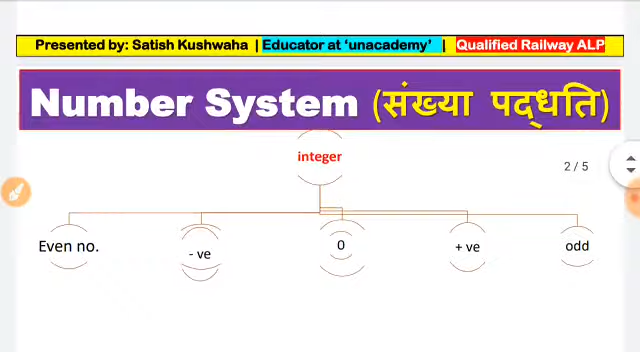 Presented by: Satish Kushwaha | Educator at ‘unacademy’ | Qualified Railway ALP
Number System (संख्या पद्धति)
integer
2 / 5
Even no. - ve 0 + ve odd